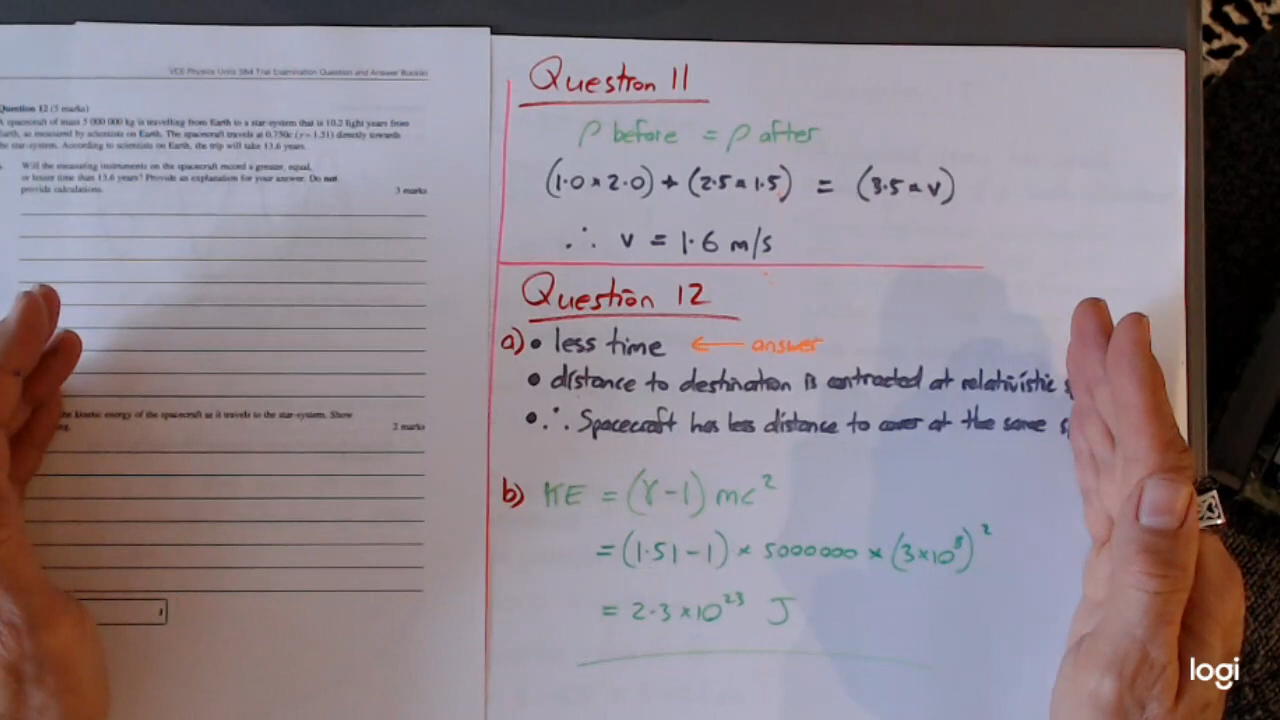 VCE Physics Units 3&4 Trial Examination Question and Answer Booklet
Question 12 (5 marks)
A spacecraft of mass 5 000 000 kg is travelling from Earth to a star-system that is 10.2 light years from
Earth, as measured by scientists on Earth. The spacecraft travels at 0.750c (γ = 1.51) directly towards
the star-system. According to scientists on Earth, the trip will take 13.6 years.
Will the measuring instruments on the spacecraft record a greater, equal,
or lesser time than 13.6 years? Provide an explanation for your answer. Do not
provide calculations.
3 marks
the kinetic energy of the spacecraft as it travels to the star-system. Show
2 marks
J
Question 11
ρ before = ρ after
(1.0 × 2.0) + (2.5 × 1.5) = (3.5 × v)
∴ v = 1.6 m/s
Question 12
a) • less time ← answer
• distance to destination is contracted at relativistic
• ∴ Spacecraft has less distance to cover at the same
b) KE = (γ-1) mc²
= (1.51-1) × 5000000 × (3×10⁸)²
= 2.3 ×10²³ J
logi